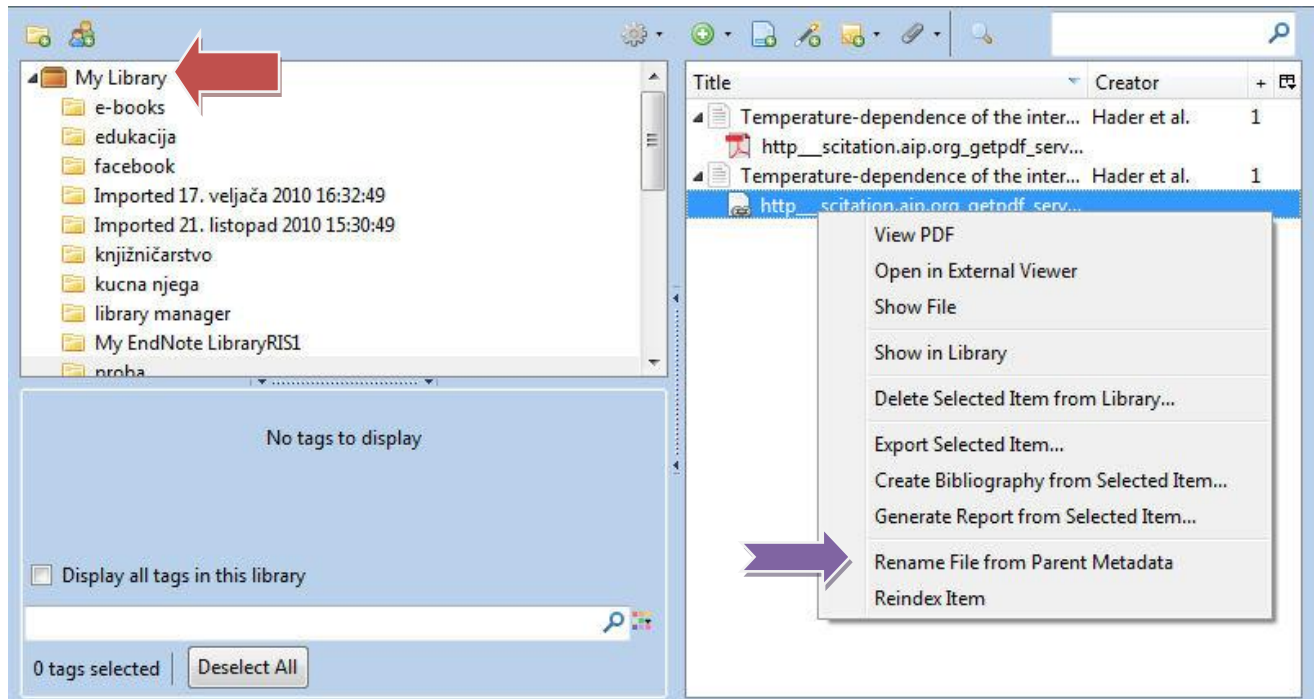 My Library
e-books
edukacija
facebook
Imported 17. veljača 2010 16:32:49
Imported 21. listopad 2010 15:30:49
knjižničarstvo
kucna njega
library manager
My EndNote LibraryRIS1
proba
No tags to display
Display all tags in this library
0 tags selected
Deselect All
Title Creator +
Temperature-dependence of the inter... Hader et al. 1
http__scitation.aip.org_getpdf_serv...
Temperature-dependence of the inter... Hader et al. 1
http__scitation.aip.org_getpdf_serv...
View PDF
Open in External Viewer
Show File
Show in Library
Delete Selected Item from Library...
Export Selected Item...
Create Bibliography from Selected Item...
Generate Report from Selected Item...
Rename File from Parent Metadata
Reindex Item